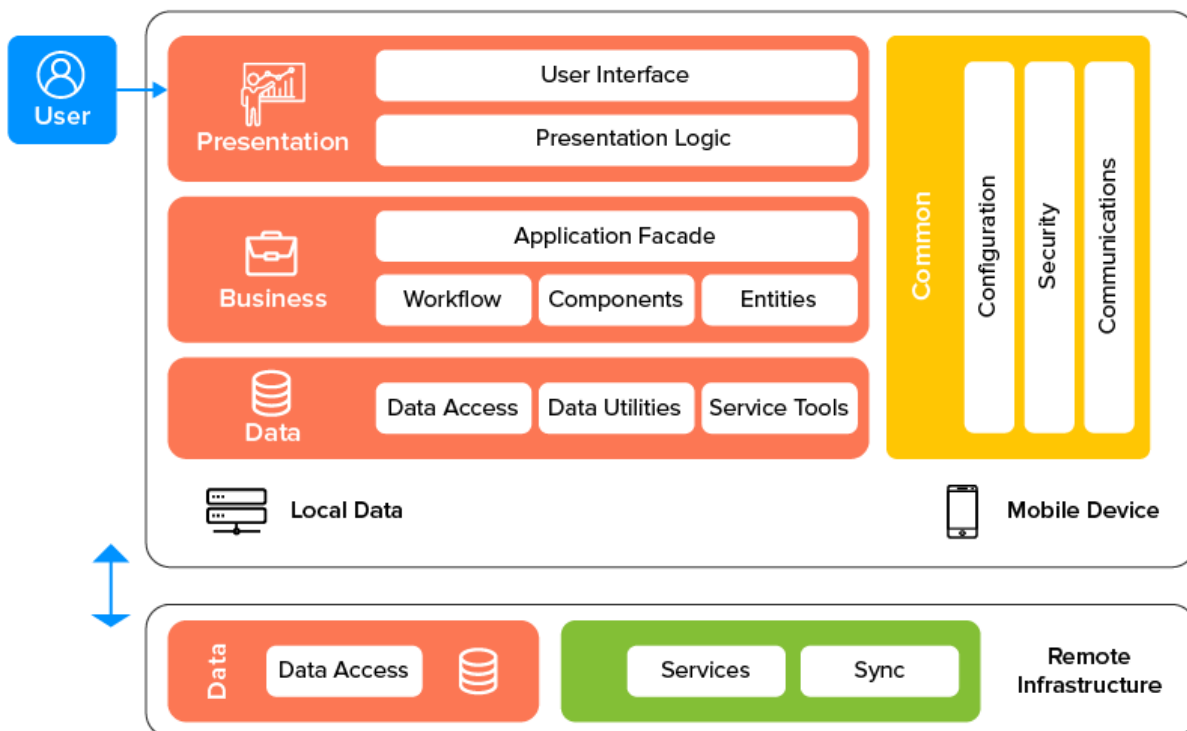 User
Presentation
User Interface
Presentation Logic
Business
Application Facade
Workflow
Components
Entities
Data
Data Access
Data Utilities
Service Tools
Common
Configuration
Security
Communications
Local Data
Mobile Device
Data
Data Access
Services
Sync
Remote
Infrastructure